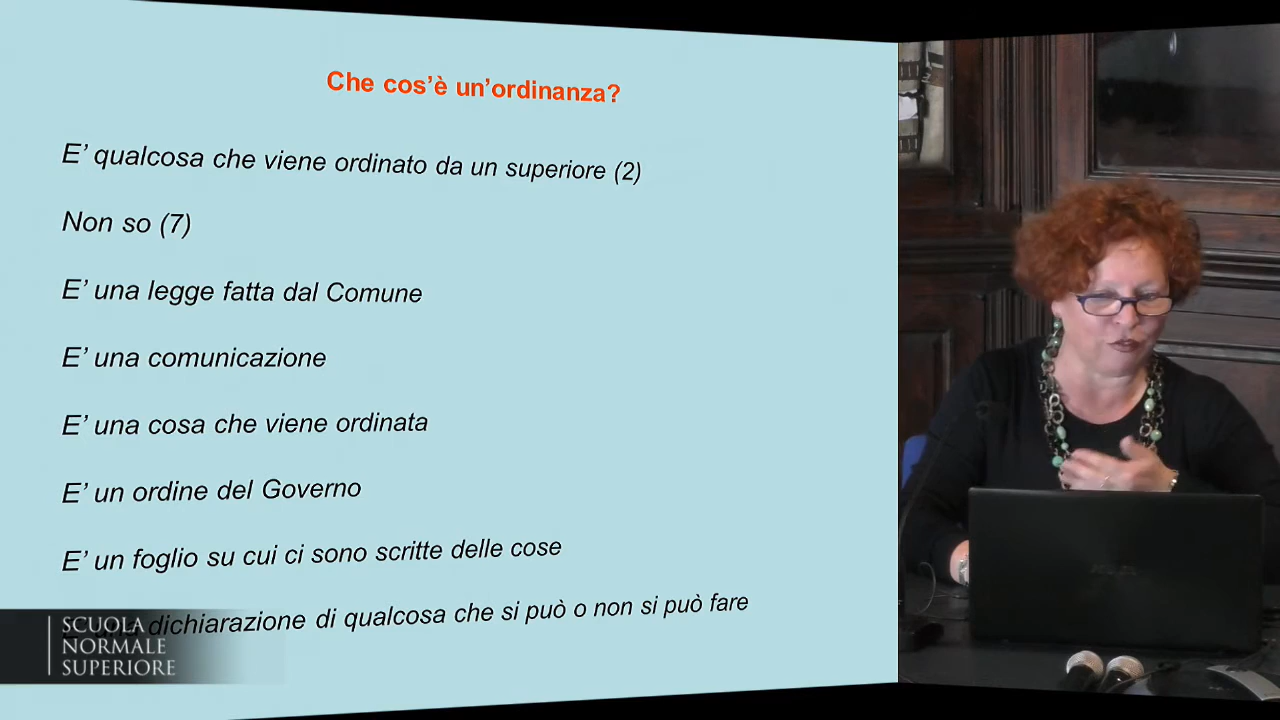 Che cos’è un’ordinanza?
E’ qualcosa che viene ordinato da un superiore (2)
Non so (7)
E’ una legge fatta dal Comune
E’ una comunicazione
E’ una cosa che viene ordinata
E’ un ordine del Governo
E’ un foglio su cui ci sono scritte delle cose
dichiarazione di qualcosa che si può o non si può fare
SCUOLA
NORMALE
SUPERIORE